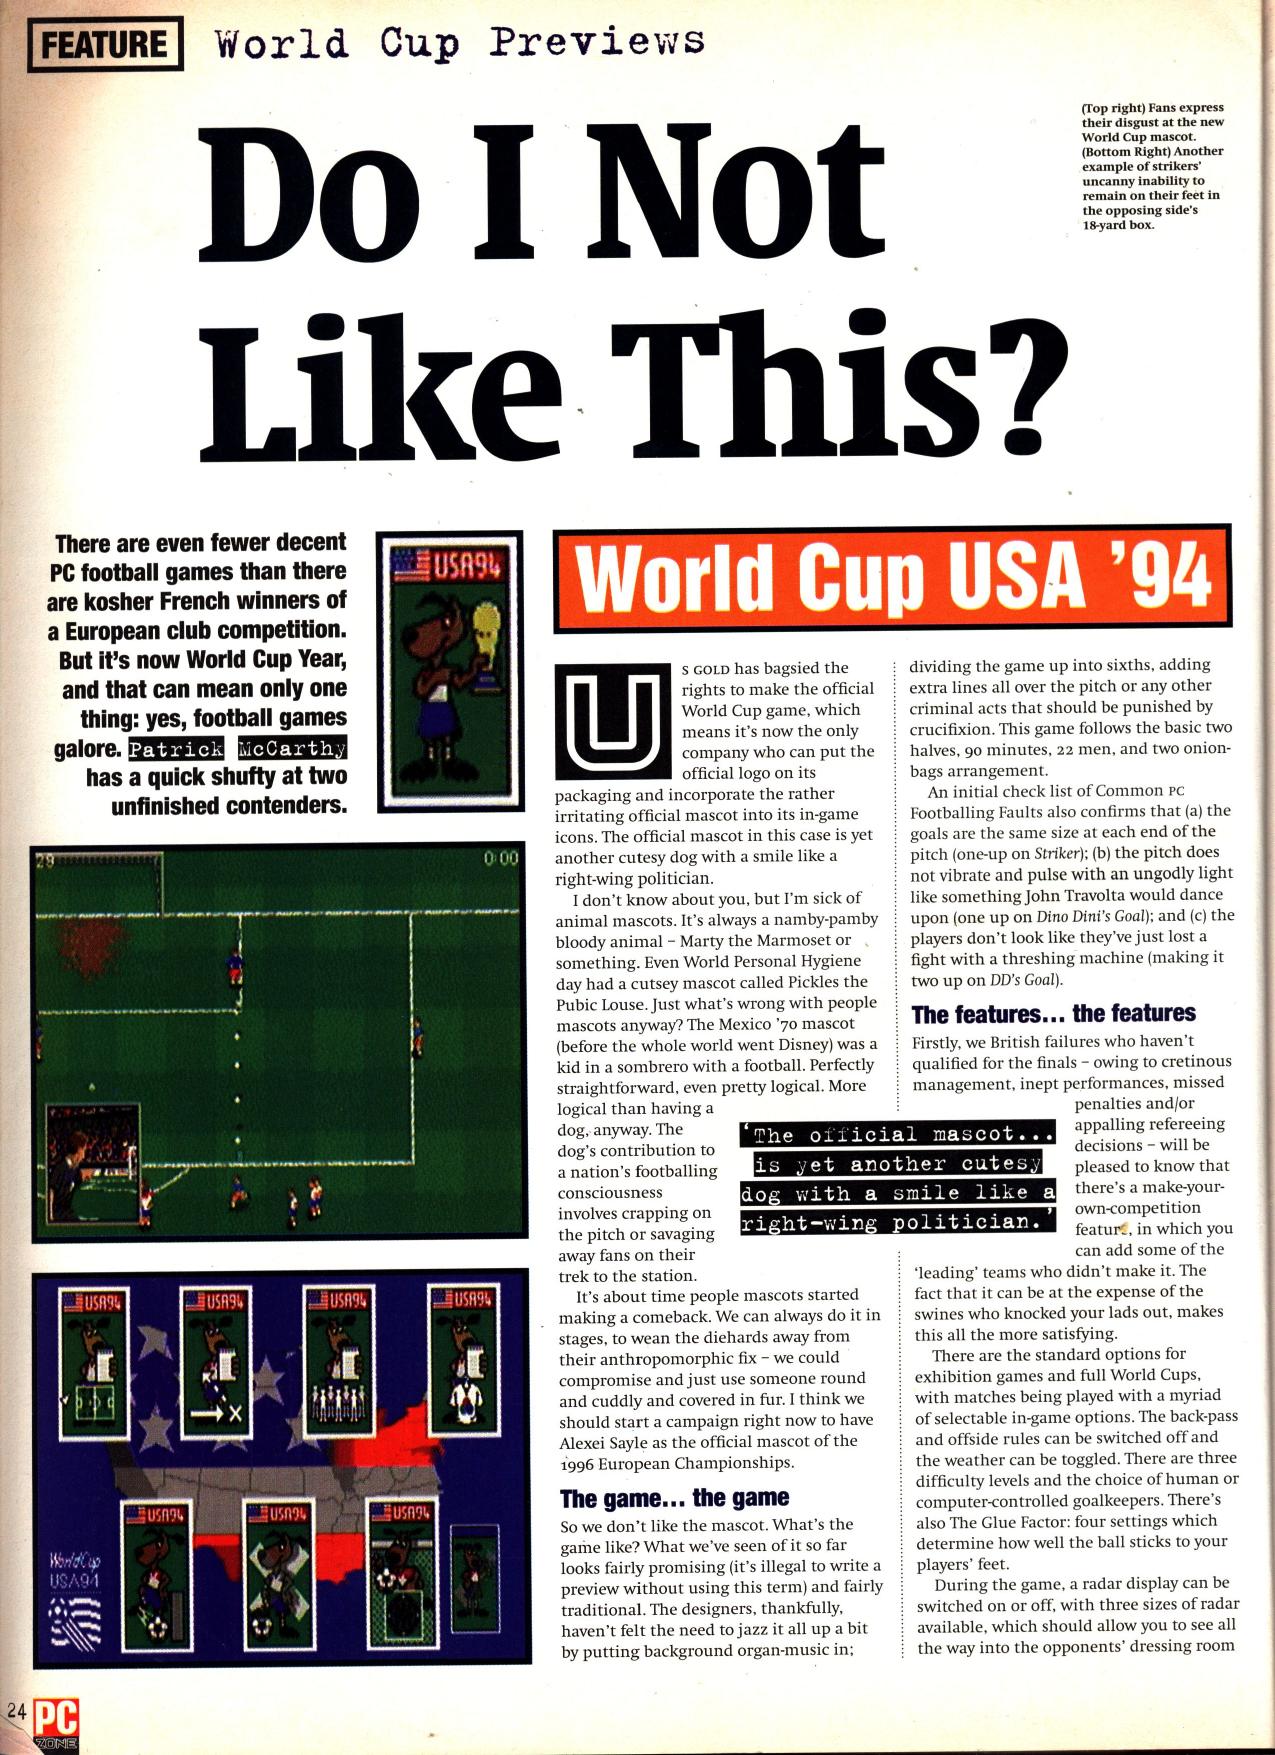 FEATURE World Cup Previews
Do I Not
Like This?
(Top right) Fans express
their disgust at the new
World Cup mascot.
(Bottom Right) Another
example of strikers'
uncanny inability to
remain on their feet in
the opposing side's
18-yard box.
There are even fewer decent
PC football games than there
are kosher French winners of
a European club competition.
But it's now World Cup Year,
and that can mean only one
thing: yes, football games
galore. Patrick McCarthy
has a quick shufty at two
unfinished contenders.
USA94
29 0:00
USA94 USA94 USA94 USA94
USA94 USA94 USA94
WorldCup
USA94
World Cup USA '94
US GOLD has bagsied the
rights to make the official
World Cup game, which
means it's now the only
company who can put the
official logo on its
packaging and incorporate the rather
irritating official mascot into its in-game
icons. The official mascot in this case is yet
another cutesy dog with a smile like a
right-wing politician.
I don't know about you, but I'm sick of
animal mascots. It's always a namby-pamby
bloody animal – Marty the Marmoset or
something. Even World Personal Hygiene
day had a cutsey mascot called Pickles the
Pubic Louse. Just what's wrong with people
mascots anyway? The Mexico '70 mascot
(before the whole world went Disney) was a
kid in a sombrero with a football. Perfectly
straightforward, even pretty logical. More
logical than having a
dog, anyway. The
dog's contribution to
a nation's footballing
consciousness
involves crapping on
the pitch or savaging
away fans on their
trek to the station.
It's about time people mascots started
making a comeback. We can always do it in
stages, to wean the diehards away from
their anthropomorphic fix – we could
compromise and just use someone round
and cuddly and covered in fur. I think we
should start a campaign right now to have
Alexei Sayle as the official mascot of the
1996 European Championships.
The game... the game
So we don't like the mascot. What's the
game like? What we've seen of it so far
looks fairly promising (it's illegal to write a
preview without using this term) and fairly
traditional. The designers, thankfully,
haven't felt the need to jazz it all up a bit
by putting background organ-music in;
'The official mascot...
is yet another cutesy
dog with a smile like a
right-wing politician.'
dividing the game up into sixths, adding
extra lines all over the pitch or any other
criminal acts that should be punished by
crucifixion. This game follows the basic two
halves, 90 minutes, 22 men, and two onion-
bags arrangement.
An initial check list of Common PC
Footballing Faults also confirms that (a) the
goals are the same size at each end of the
pitch (one-up on Striker); (b) the pitch does
not vibrate and pulse with an ungodly light
like something John Travolta would dance
upon (one up on Dino Dini's Goal); and (c) the
players don't look like they've just lost a
fight with a threshing machine (making it
two up on DD's Goal).
The features... the features
Firstly, we British failures who haven't
qualified for the finals – owing to cretinous
management, inept performances, missed
penalties and/or
appalling refereeing
decisions – will be
pleased to know that
there's a make-your-
own-competition
feature, in which you
can add some of the
'leading' teams who didn't make it. The
fact that it can be at the expense of the
swines who knocked your lads out, makes
this all the more satisfying.
There are the standard options for
exhibition games and full World Cups,
with matches being played with a myriad
of selectable in-game options. The back-pass
and offside rules can be switched off and
the weather can be toggled. There are three
difficulty levels and the choice of human or
computer-controlled goalkeepers. There's
also The Glue Factor: four settings which
determine how well the ball sticks to your
players' feet.
During the game, a radar display can be
switched on or off, with three sizes of radar
available, which should allow you to see all
the way into the opponents' dressing room
24 PC
ZONE